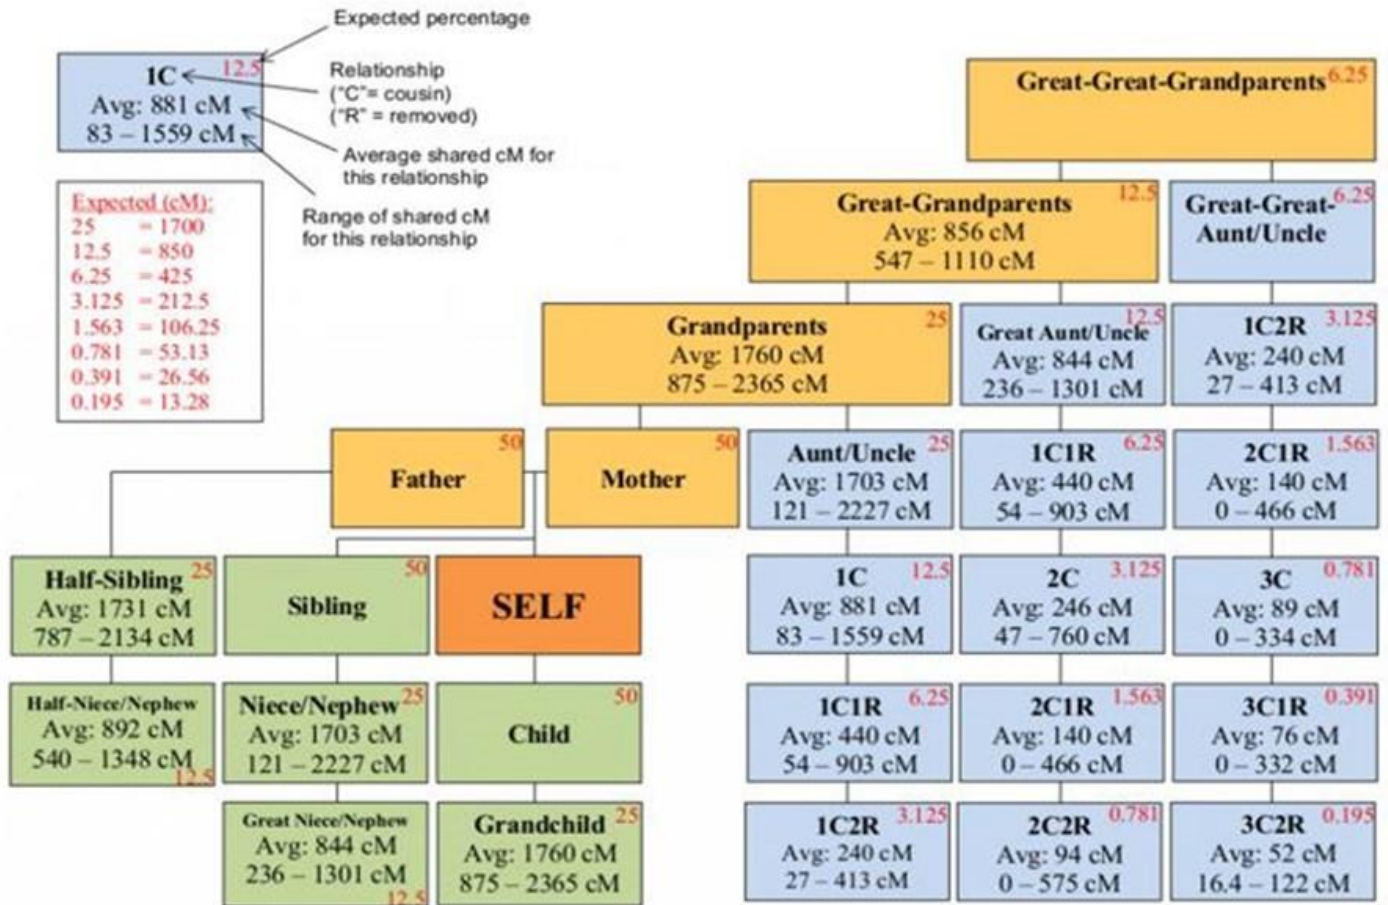 Expected percentage
12.5
1C
Avg: 881 cM
83 – 1559 cM
Relationship
("C"= cousin)
("R" = removed)
Average shared cM for
this relationship
Range of shared cM
for this relationship
Expected (cM):
25 = 1700
12.5 = 850
6.25 = 425
3.125 = 212.5
1.563 = 106.25
0.781 = 53.13
0.391 = 26.56
0.195 = 13.28
Great-Great-Grandparents 6.25
Great-Grandparents 12.5
Avg: 856 cM
547 – 1110 cM
Great-Great- 6.25
Aunt/Uncle
Grandparents 25
Avg: 1760 cM
875 – 2365 cM
12.5
Great Aunt/Uncle
Avg: 844 cM
236 – 1301 cM
1C2R 3.125
Avg: 240 cM
27 – 413 cM
50
Father
50
Mother
Aunt/Uncle 25
Avg: 1703 cM
121 – 2227 cM
1C1R 6.25
Avg: 440 cM
54 – 903 cM
2C1R 1.563
Avg: 140 cM
0 – 466 cM
Half-Sibling 25
Avg: 1731 cM
787 – 2134 cM
50
Sibling
SELF
1C 12.5
Avg: 881 cM
83 – 1559 cM
2C 3.125
Avg: 246 cM
47 – 760 cM
3C 0.781
Avg: 89 cM
0 – 334 cM
Half-Niece/Nephew
Avg: 892 cM
540 – 1348 cM
12.5
Niece/Nephew 25
Avg: 1703 cM
121 – 2227 cM
50
Child
1C1R 6.25
Avg: 440 cM
54 – 903 cM
2C1R 1.563
Avg: 140 cM
0 – 466 cM
3C1R 0.391
Avg: 76 cM
0 – 332 cM
Great Niece/Nephew
Avg: 844 cM
236 – 1301 cM
12.5
Grandchild 25
Avg: 1760 cM
875 – 2365 cM
1C2R 3.125
Avg: 240 cM
27 – 413 cM
2C2R 0.781
Avg: 94 cM
0 – 575 cM
3C2R 0.195
Avg: 52 cM
16.4 – 122 cM